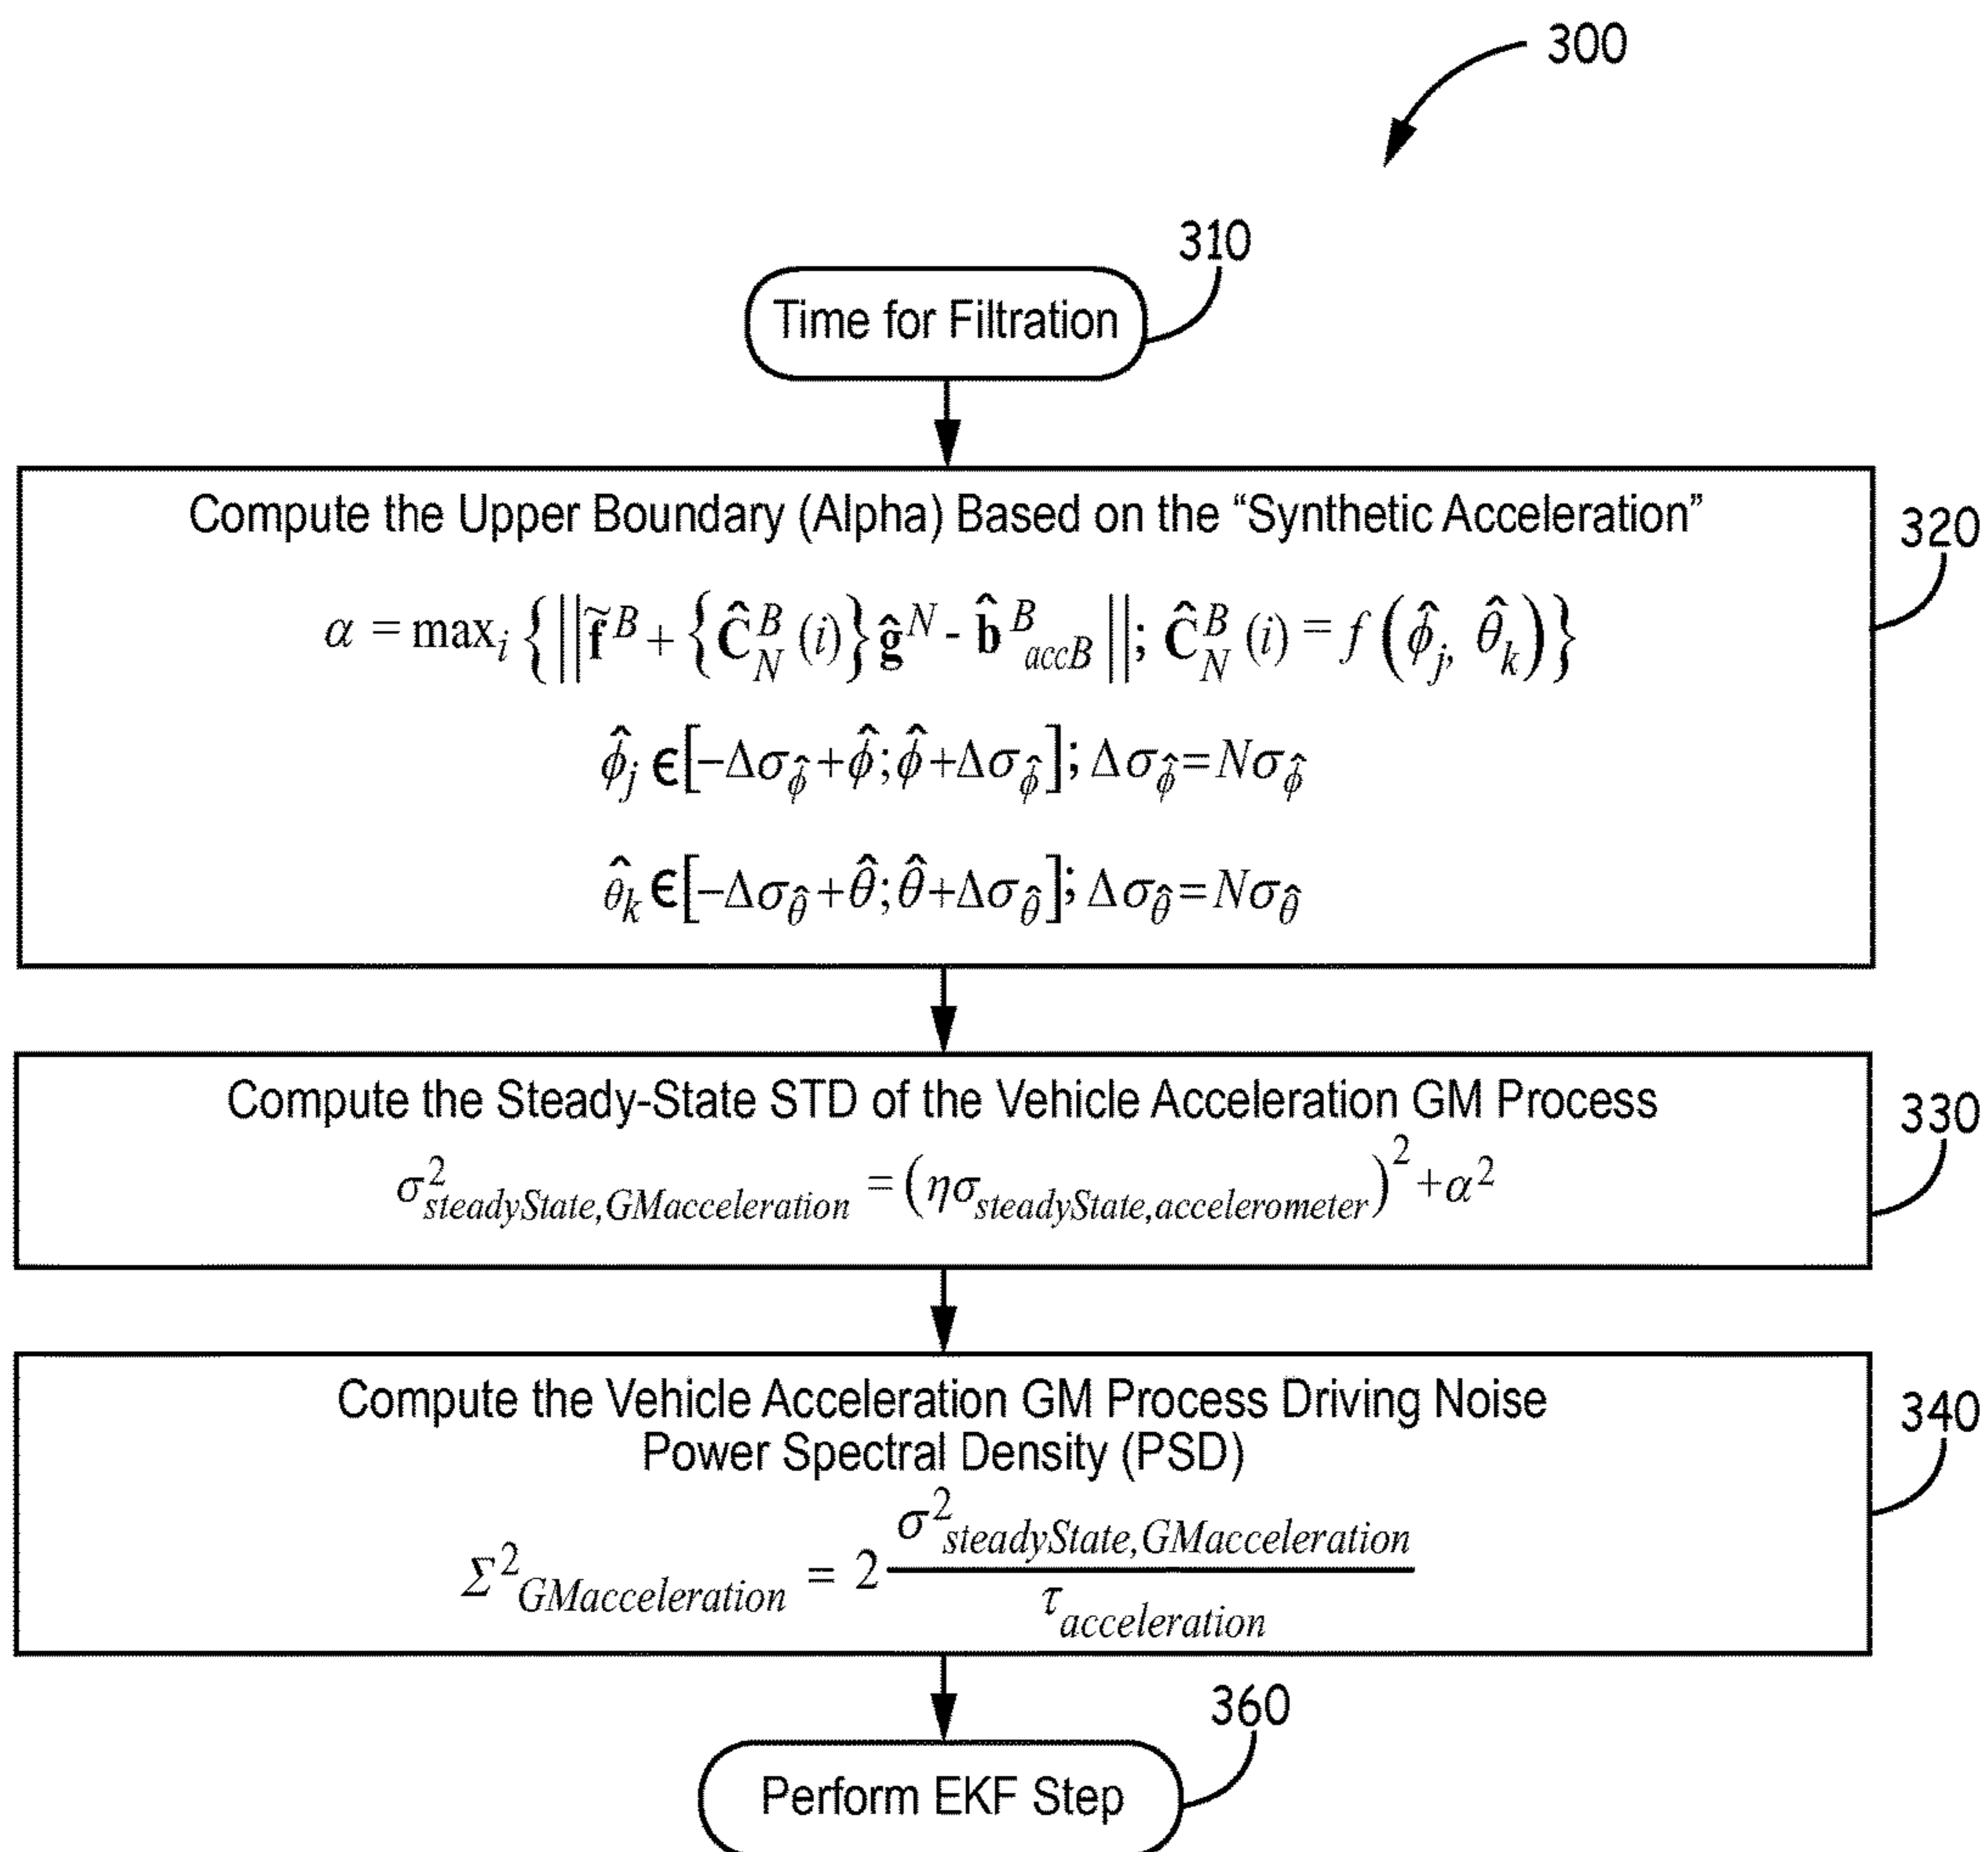 300
310
Time for Filtration
320
Compute the Upper Boundary (Alpha) Based on the “Synthetic Acceleration”
α = maxᵢ { || f̃^B + { Ĉ_N^B (i) } ĝ^N - b̂^B_accB || ; Ĉ_N^B (i) = f ( ϕ̂_j, θ̂_k ) }
ϕ̂_j ϵ [ -Δσ_ϕ̂ + ϕ̂ ; ϕ̂ + Δσ_ϕ̂ ] ; Δσ_ϕ̂ = Nσ_ϕ̂
θ̂_k ϵ [ -Δσ_θ̂ + θ̂ ; θ̂ + Δσ_θ̂ ] ; Δσ_θ̂ = Nσ_θ̂
330
Compute the Steady-State STD of the Vehicle Acceleration GM Process
σ²_steadyState,GMacceleration = ( ησ_steadyState,accelerometer )² + α²
340
Compute the Vehicle Acceleration GM Process Driving Noise
Power Spectral Density (PSD)
Σ²_GMacceleration = 2 σ²_steadyState,GMacceleration / τ_acceleration
360
Perform EKF Step